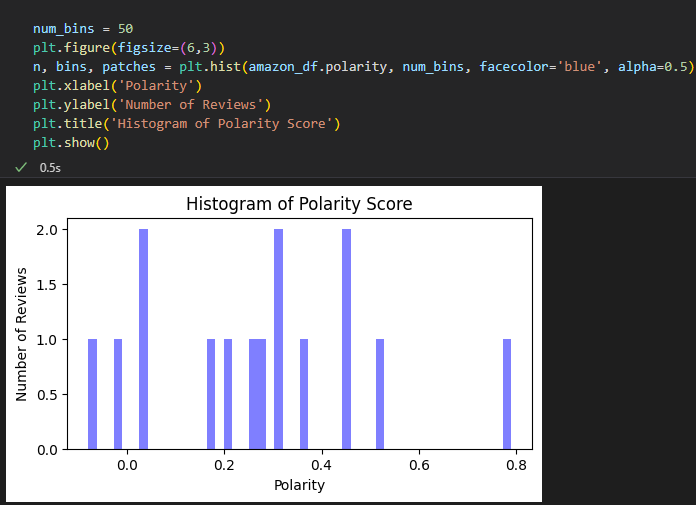 num_bins = 50
plt.figure(figsize=(6,3))
n, bins, patches = plt.hist(amazon_df.polarity, num_bins, facecolor='blue', alpha=0.5)
plt.xlabel('Polarity')
plt.ylabel('Number of Reviews')
plt.title('Histogram of Polarity Score')
plt.show()
0.5s
Histogram of Polarity Score
2.0
1.5
1.0
0.5
0.0
Number of Reviews
0.0 0.2 0.4 0.6 0.8
Polarity